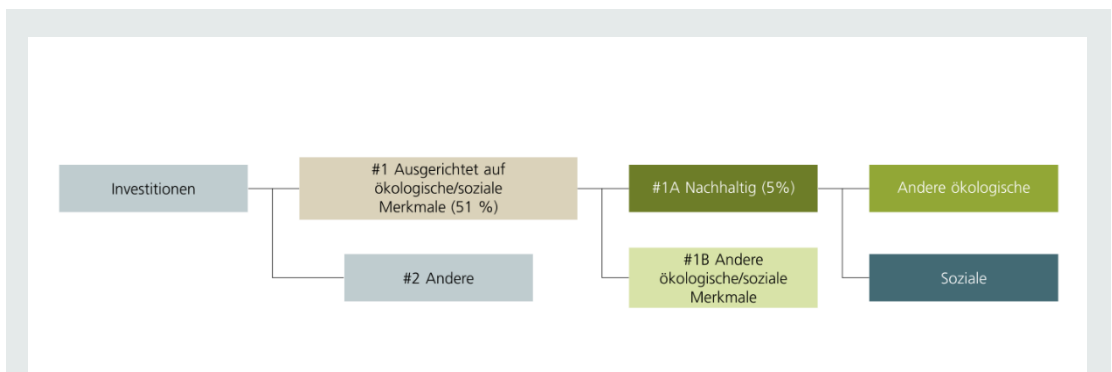 Investitionen
#1 Ausgerichtet auf
ökologische/soziale
Merkmale (51 %)
#1A Nachhaltig (5%)
Andere ökologische
#2 Andere
#1B Andere
ökologische/soziale
Merkmale
Soziale